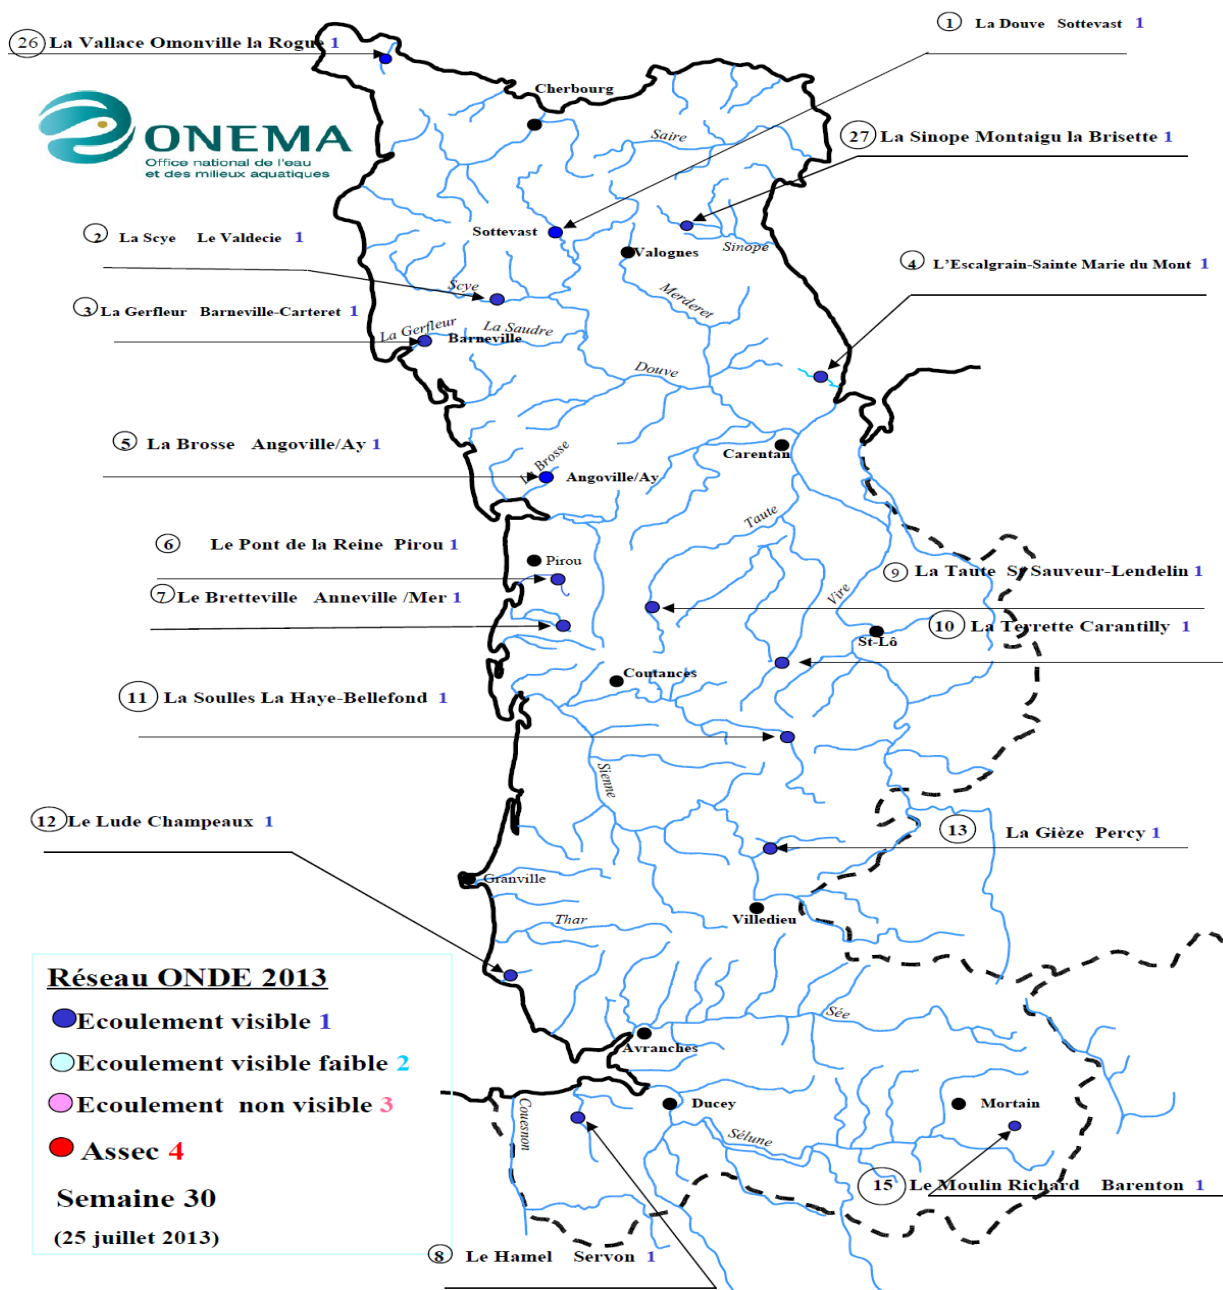 1 La Douve Sottevast 1
26 La Vallace Omonville la Rogue 1
Cherbourg
ONEMA
Office national de l'eau
et des milieux aquatiques
Saire
27 La Sinope Montaigu la Brisette 1
2 La Scye Le Valdecie 1
Sottevast
Valognes
Sinope
4 L'Escalgrain-Sainte Marie du Mont 1
Scye
Merderet
3 La Gerfleur Barneville-Carteret 1
La Gerfleur
La Saudre
Barneville
Douve
5 La Brosse Angoville/Ay 1
La Brosse
Carentan
Angoville/Ay
Taute
6 Le Pont de la Reine Pirou 1
Pirou
9 La Taute St Sauveur-Lendelin 1
7 Le Bretteville Anneville /Mer 1
Vire
10 La Terrette Carantilly 1
St-Lô
Coutances
11 La Soulles La Haye-Bellefond 1
Sienne
12 Le Lude Champeaux 1
13 La Gièze Percy 1
Granville
Thar
Villedieu
Réseau ONDE 2013
Ecoulement visible 1
Ecoulement visible faible 2
Ecoulement non visible 3
Assec 4
Semaine 30
(25 juillet 2013)
Sée
Avranches
Couesnon
Ducey
Mortain
Sélune
15 Le Moulin Richard Barenton 1
8 Le Hamel Servon 1